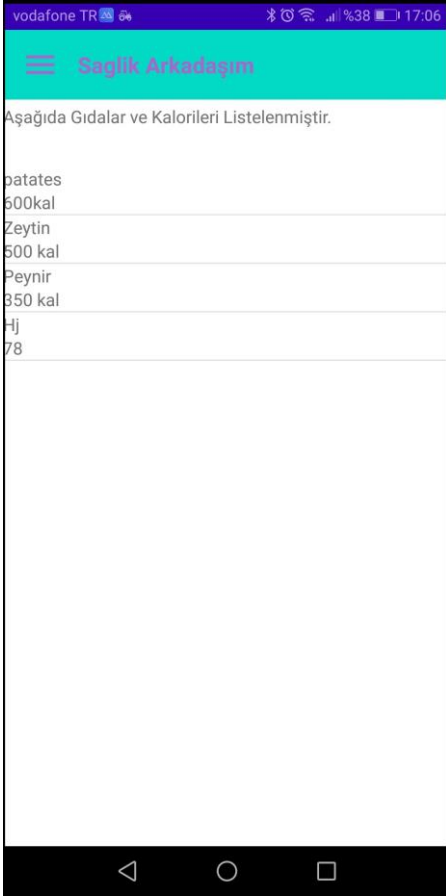 vodafone TR %38 17:06
Saglik Arkadaşım
Aşağıda Gıdalar ve Kalorileri Listelenmiştir.
patates
600kal
Zeytin
500 kal
Peynir
350 kal
Hj
78